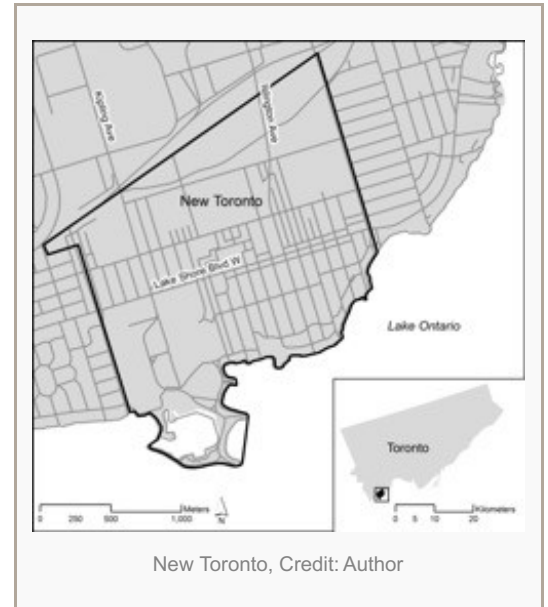 Kipling Ave
Islington Ave
New Toronto
Lake Shore Blvd W
Lake Ontario
Toronto
Meters
0 250 500 1,000
N
Kilometers
0 5 10 20
New Toronto, Credit: Author